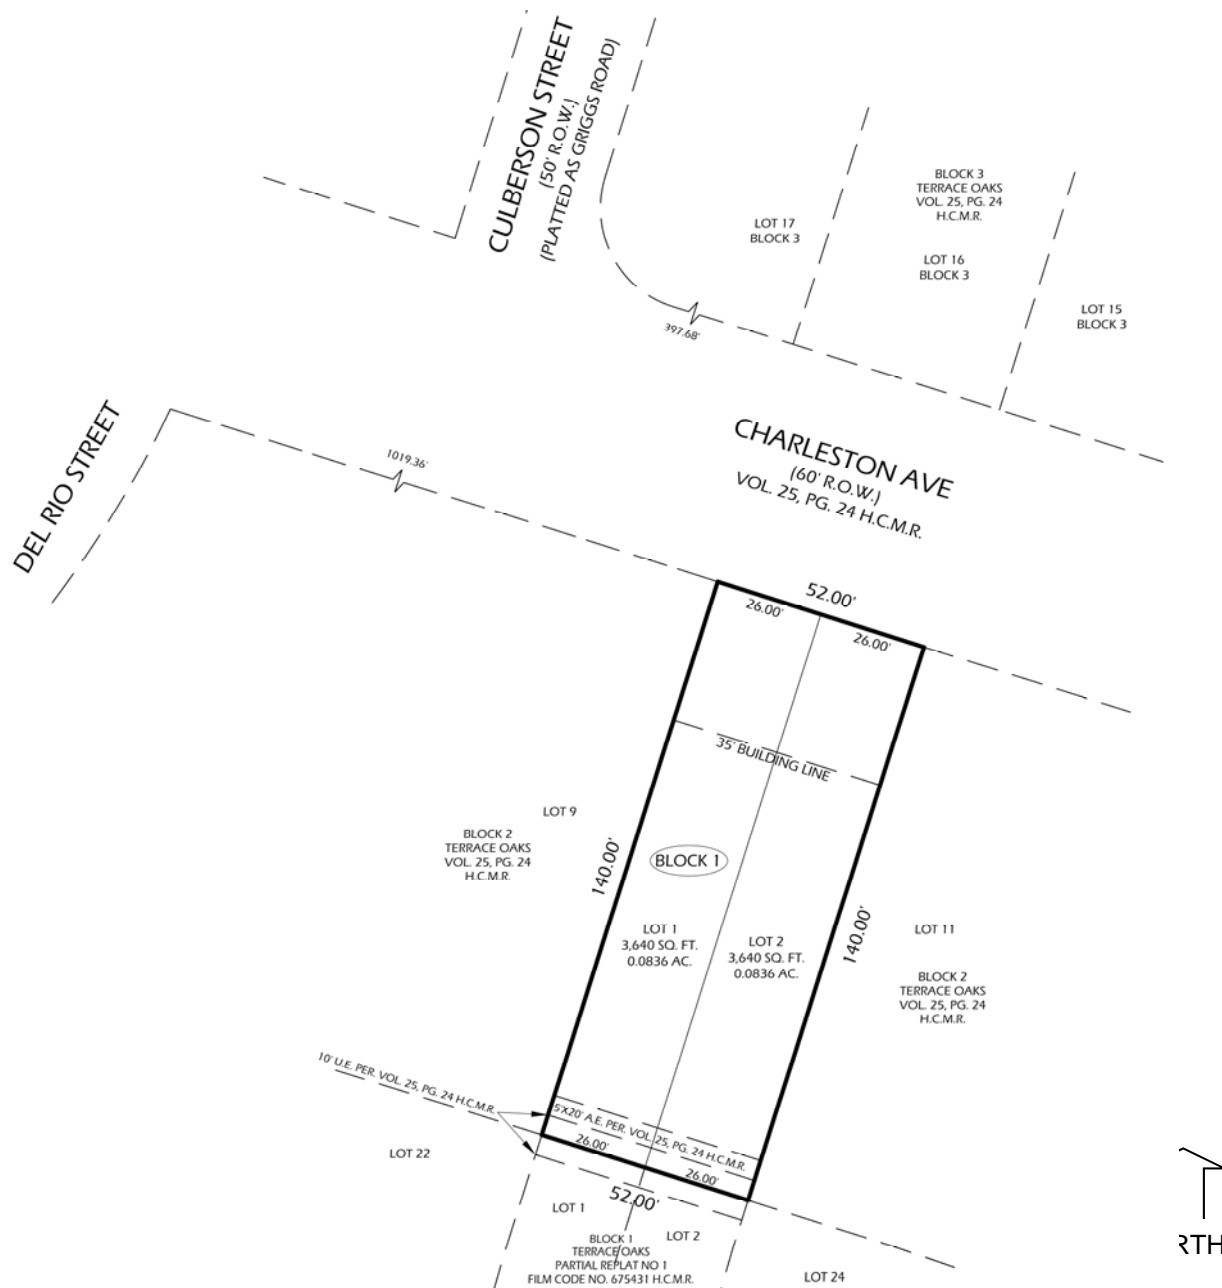 CULBERSON STREET
(50' R.O.W.)
(PLATTED AS GRIGGS ROAD)
BLOCK 3
TERRACE OAKS
VOL. 25, PG. 24
H.C.M.R.
LOT 17
BLOCK 3
LOT 16
BLOCK 3
LOT 15
BLOCK 3
397.68'
DEL RIO STREET
1019.36'
CHARLESTON AVE
(60' R.O.W.)
VOL. 25, PG. 24 H.C.M.R.
52.00'
26.00'
26.00'
35' BUILDING LINE
LOT 9
BLOCK 2
TERRACE OAKS
VOL. 25, PG. 24
H.C.M.R.
140.00'
BLOCK 1
LOT 1
3,640 SQ. FT.
0.0836 AC.
LOT 2
3,640 SQ. FT.
0.0836 AC.
140.00'
LOT 11
BLOCK 2
TERRACE OAKS
VOL. 25, PG. 24
H.C.M.R.
10' U.E. PER. VOL. 25, PG. 24 H.C.M.R.
5'X20' A.E. PER. VOL. 25, PG. 24 H.C.M.R.
26.00'
26.00'
52.00'
LOT 22
LOT 1
LOT 2
BLOCK 1
TERRACE OAKS
PARTIAL REPLAT NO 1
FILM CODE NO. 675431 H.C.M.R.
LOT 24
RTH